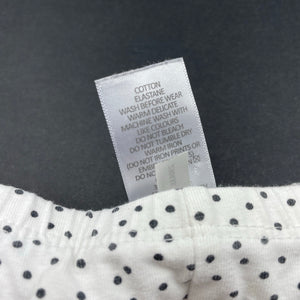 COTTON
ELASTANE
WASH BEFORE WEAR
WARM DELICATE
MACHINE WASH WITH
LIKE COLOURS
DO NOT BLEACH
DO NOT TUMBLE DRY
WARM IRON
(DO NOT IRON PRINTS OR